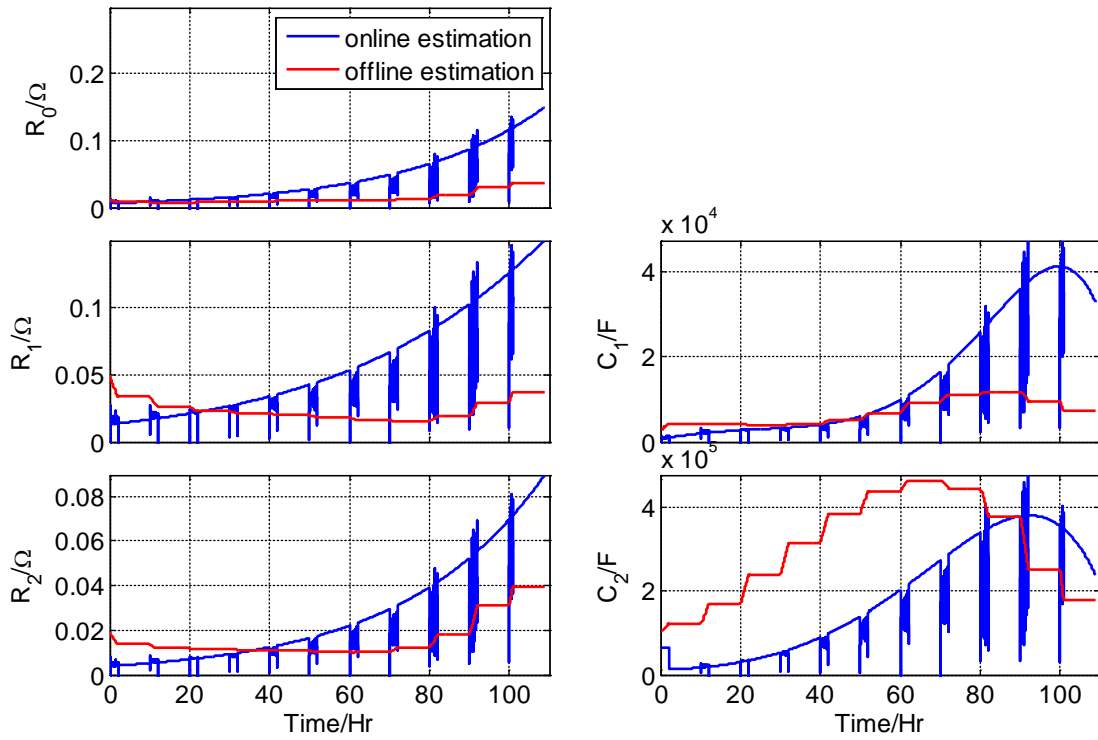 online estimation
offline estimation
R0/Ω
0.2
0.1
0
R1/Ω
0.1
0.05
0
R2/Ω
0.08
0.06
0.04
0.02
0
0 20 40 60 80 100
Time/Hr
x 10^4
C1/F
4
2
0
x 10^5
C2/F
4
2
0
0 20 40 60 80 100
Time/Hr